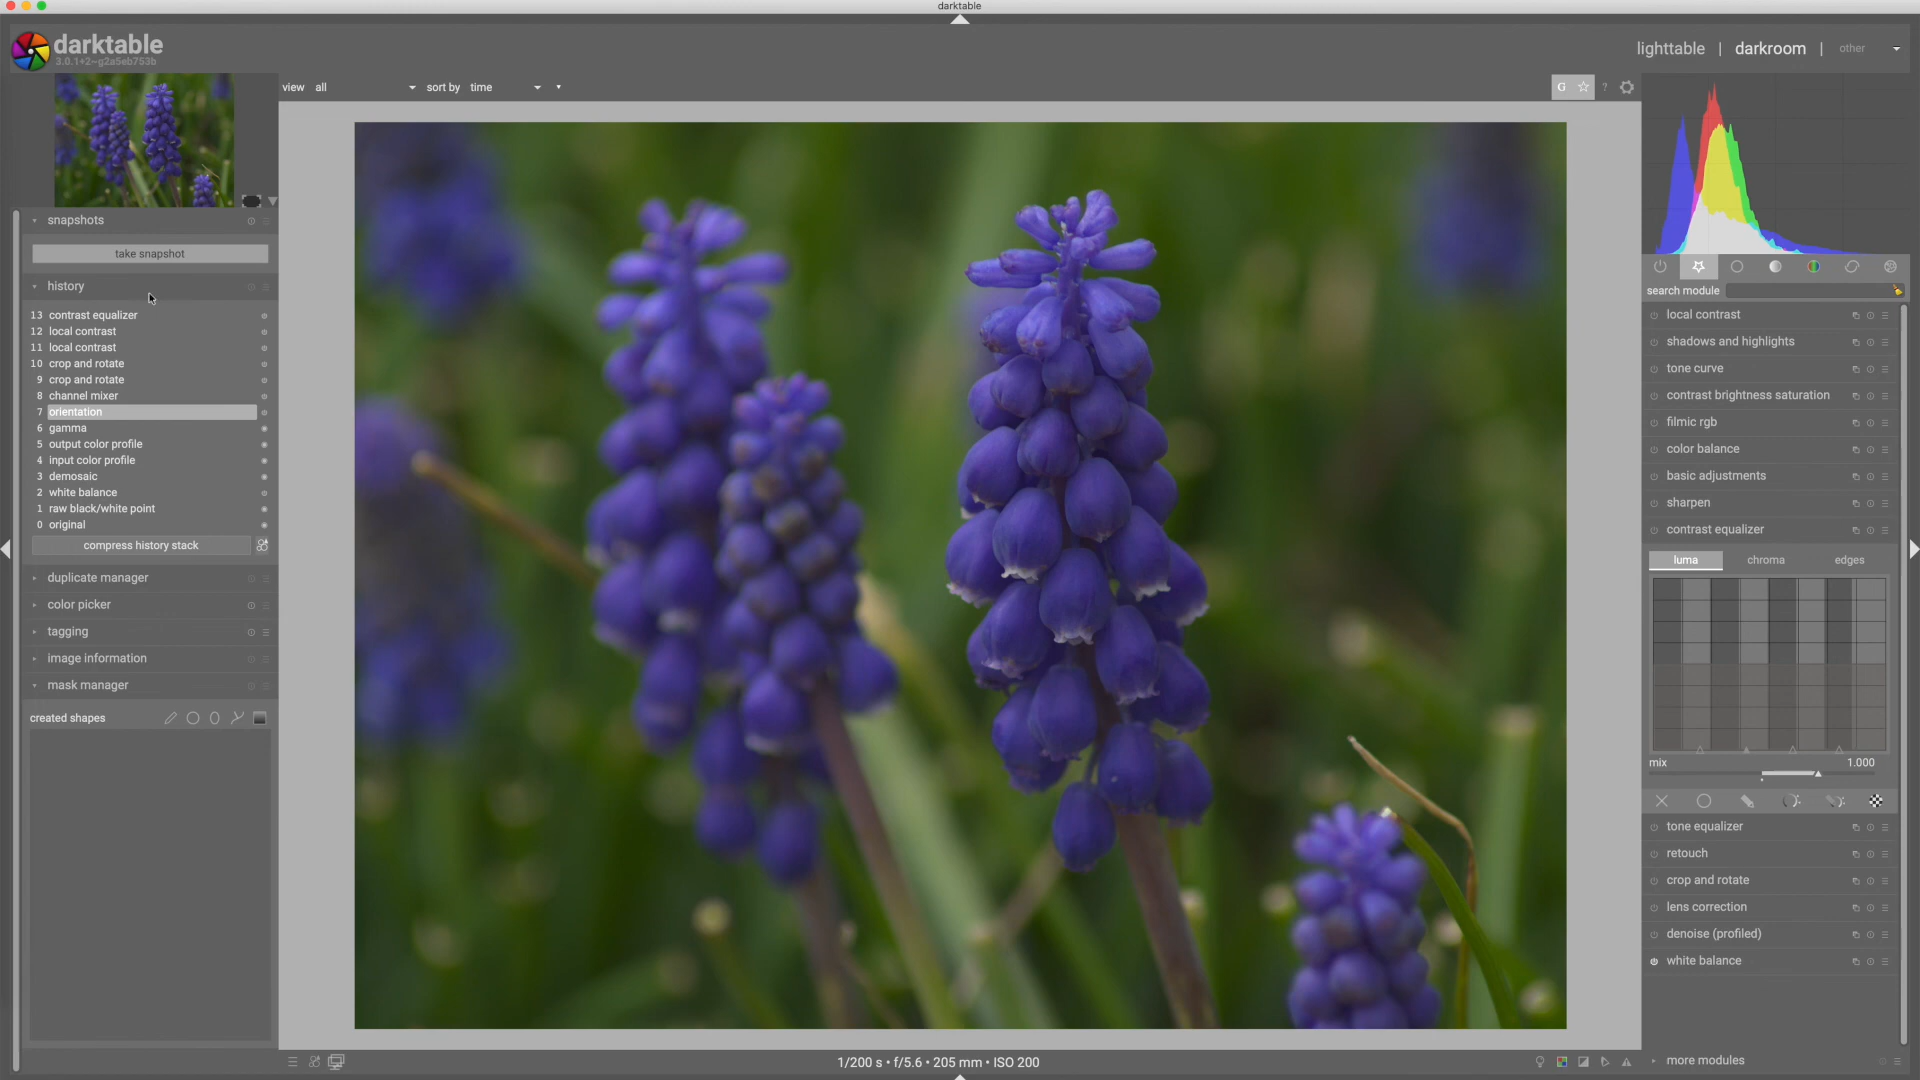 darktable
darktable
3.0.1+2~g2a5eb753b
lighttable | darkroom | other
view all sort by time
G ?
snapshots
take snapshot
history
13 contrast equalizer
12 local contrast
11 local contrast
10 crop and rotate
9 crop and rotate
8 channel mixer
7 orientation
6 gamma
5 output color profile
4 input color profile
3 demosaic
2 white balance
1 raw black/white point
0 original
compress history stack
duplicate manager
color picker
tagging
image information
mask manager
created shapes
1/200 s • f/5.6 • 205 mm • ISO 200
search module
local contrast
shadows and highlights
tone curve
contrast brightness saturation
filmic rgb
color balance
basic adjustments
sharpen
contrast equalizer
luma chroma edges
mix 1.000
tone equalizer
retouch
crop and rotate
lens correction
denoise (profiled)
white balance
more modules